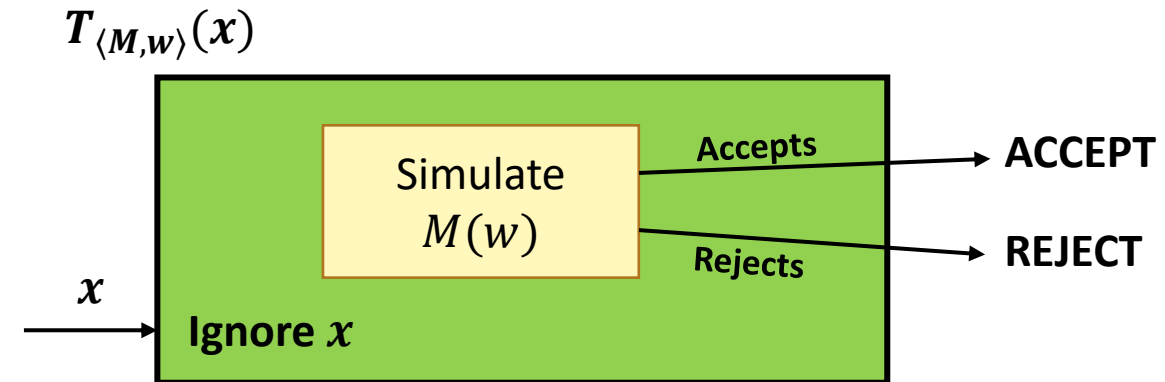 T⟨M,w⟩(x)
Simulate
M(w)
Accepts
ACCEPT
Rejects
REJECT
x
Ignore x